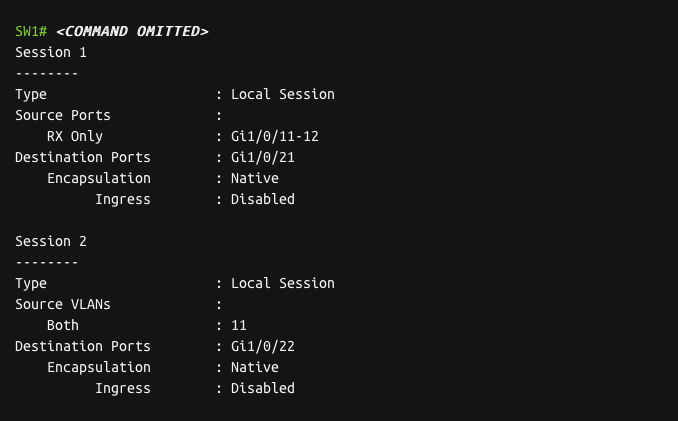 SW1# <COMMAND OMITTED>
Session 1
--------
Type                     : Local Session
Source Ports             :
    RX Only              : Gi1/0/11-12
Destination Ports        : Gi1/0/21
    Encapsulation        : Native
          Ingress        : Disabled

Session 2
--------
Type                     : Local Session
Source VLANs             :
    Both                 : 11
Destination Ports        : Gi1/0/22
    Encapsulation        : Native
          Ingress        : Disabled